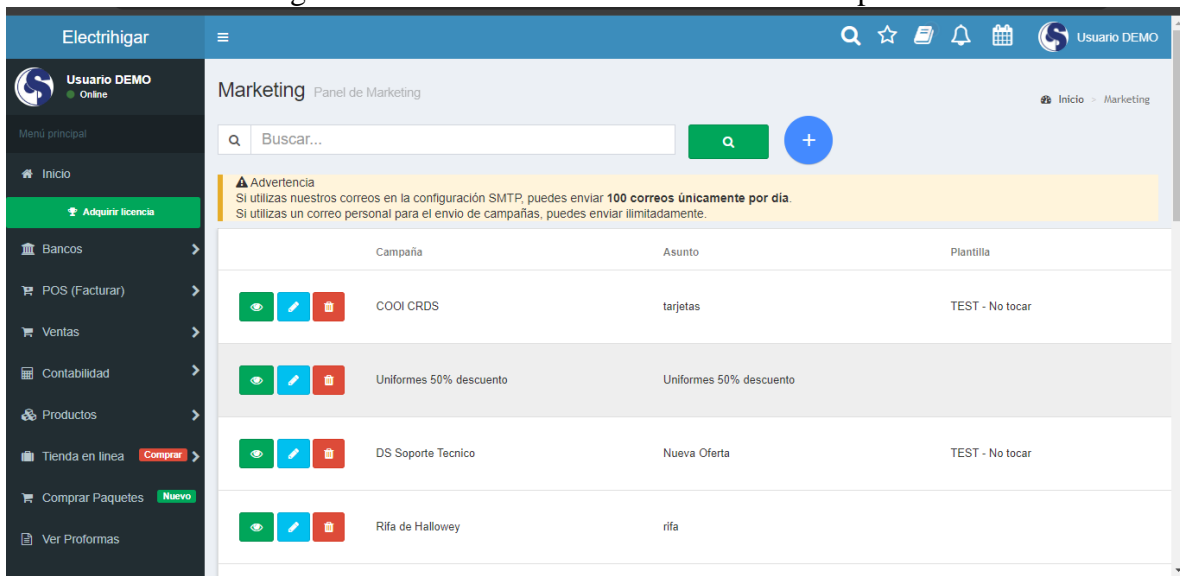 Electrihigar
Usuario DEMO
Usuario DEMO
Online
Marketing Panel de Marketing
Inicio > Marketing
Menú principal
Buscar...
+
Inicio
Adquirir licencia
Advertencia
Si utilizas nuestros correos en la configuración SMTP, puedes enviar 100 correos únicamente por día.
Si utilizas un correo personal para el envio de campañas, puedes enviar ilimitadamente.
Bancos
POS (Facturar)
Ventas
Contabilidad
Productos
Tienda en linea Comprar
Comprar Paquetes Nuevo
Ver Proformas
Campaña Asunto Plantilla
COOl CRDS tarjetas TEST - No tocar
Uniformes 50% descuento Uniformes 50% descuento
DS Soporte Tecnico Nueva Oferta TEST - No tocar
Rifa de Hallowey rifa